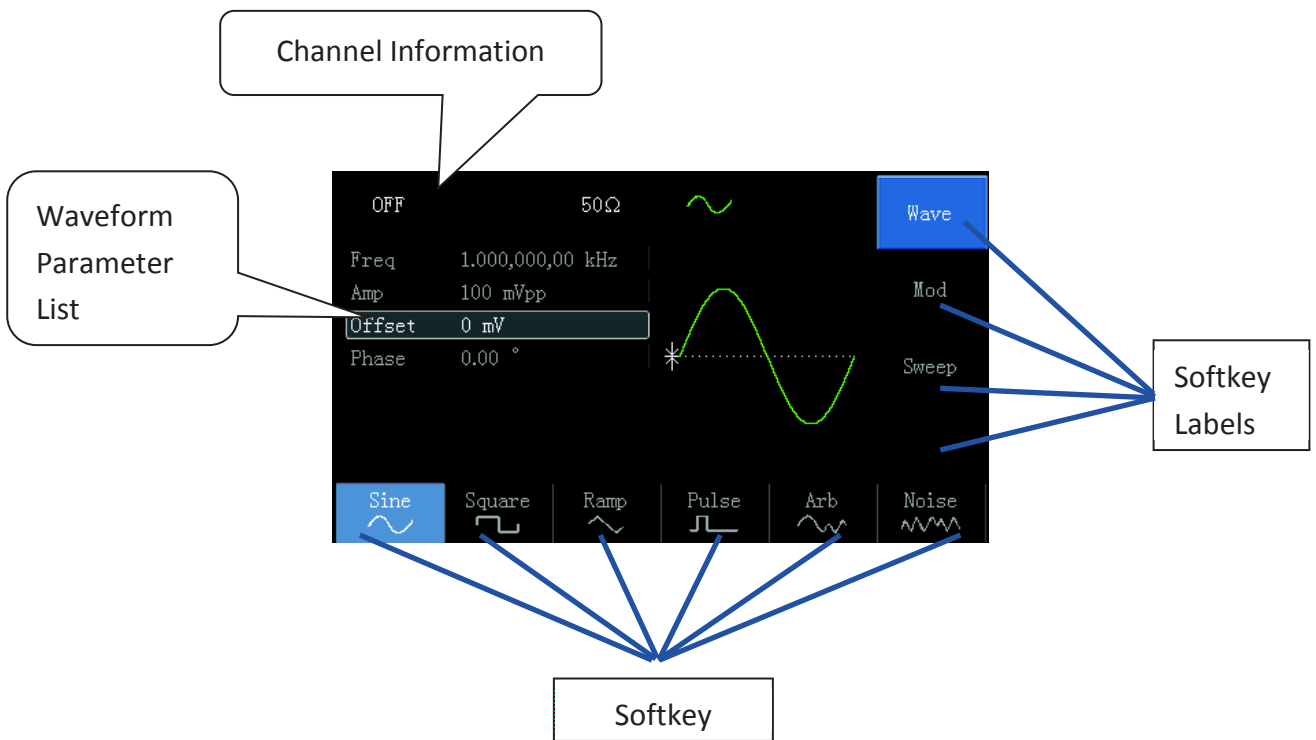 Channel Information
Waveform
Parameter
List
OFF 50Ω
Freq 1.000,000,00 kHz
Amp 100 mVpp
Offset 0 mV
Phase 0.00 °
Wave
Mod
Sweep
Softkey
Labels
Sine Square Ramp Pulse Arb Noise
Softkey